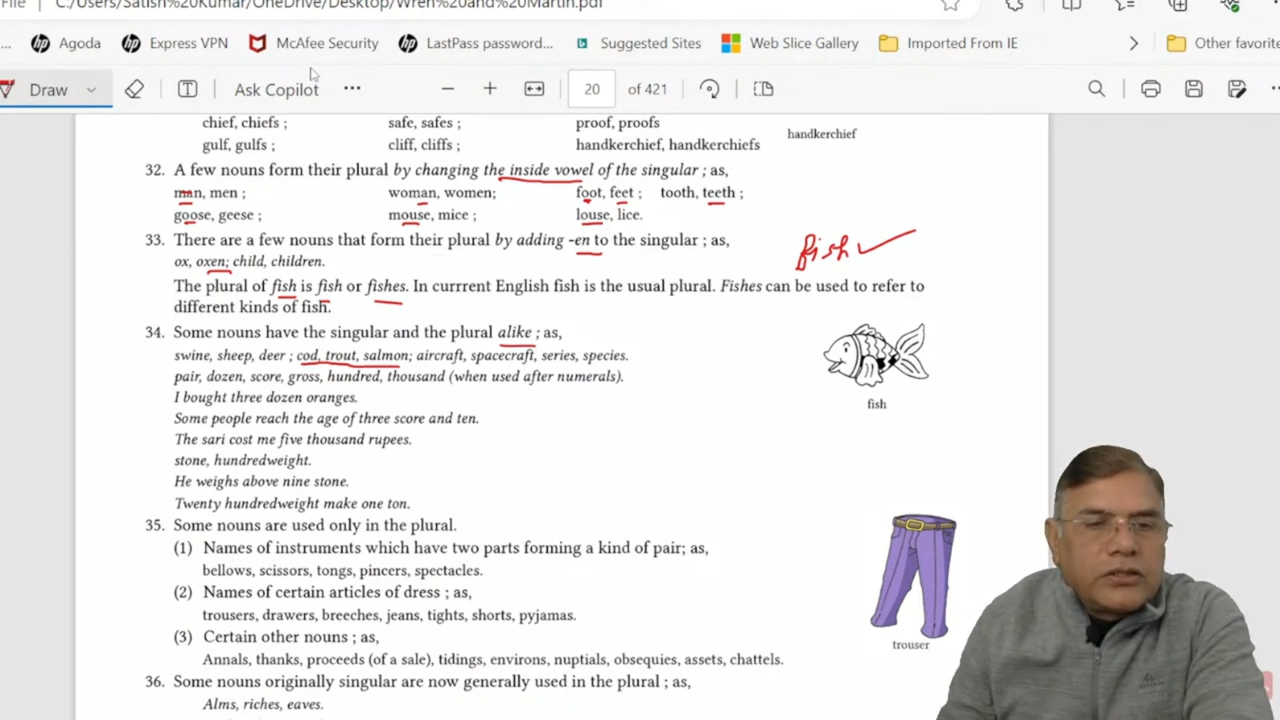 File | C:/Users/Satish%20Kumar/OneDrive/Desktop/Wren%20and%20Martin.pdf
Agoda Express VPN McAfee Security LastPass password... Suggested Sites Web Slice Gallery Imported From IE Other favorite
Draw Ask Copilot 20 of 421
chief, chiefs ; safe, safes ; proof, proofs
gulf, gulfs ; cliff, cliffs ; handkerchief, handkerchiefs
handkerchief
32. A few nouns form their plural by changing the inside vowel of the singular ; as,
man, men ; woman, women; foot, feet ; tooth, teeth ;
goose, geese ; mouse, mice ; louse, lice.
33. There are a few nouns that form their plural by adding -en to the singular ; as,
fish
ox, oxen; child, children.
The plural of fish is fish or fishes. In currrent English fish is the usual plural. Fishes can be used to refer to
different kinds of fish.
34. Some nouns have the singular and the plural alike ; as,
swine, sheep, deer ; cod, trout, salmon; aircraft, spacecraft, series, species.
pair, dozen, score, gross, hundred, thousand (when used after numerals).
I bought three dozen oranges.
fish
Some people reach the age of three score and ten.
The sari cost me five thousand rupees.
stone, hundredweight.
He weighs above nine stone.
Twenty hundredweight make one ton.
35. Some nouns are used only in the plural.
(1) Names of instruments which have two parts forming a kind of pair; as,
bellows, scissors, tongs, pincers, spectacles.
(2) Names of certain articles of dress ; as,
trousers, drawers, breeches, jeans, tights, shorts, pyjamas.
(3) Certain other nouns ; as,
trouser
Annals, thanks, proceeds (of a sale), tidings, environs, nuptials, obsequies, assets, chattels.
36. Some nouns originally singular are now generally used in the plural ; as,
Alms, riches, eaves.